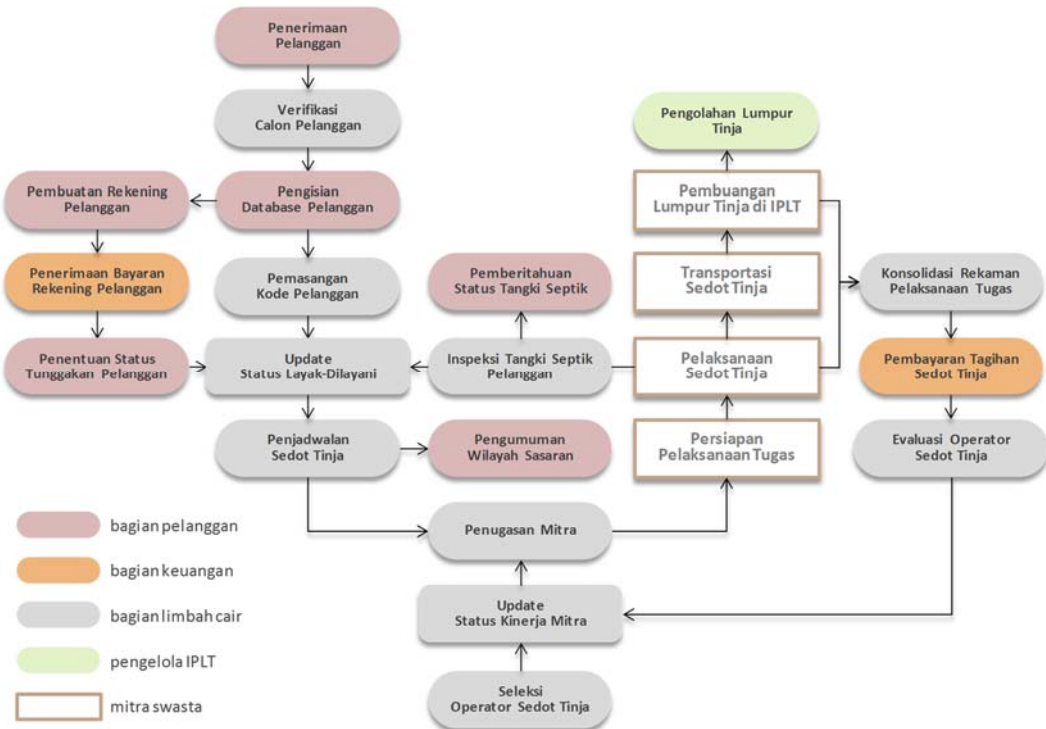 Penerimaan
Pelanggan
Verifikasi
Calon Pelanggan
Pengolahan Lumpur
Tinja
Pembuatan Rekening
Pelanggan
Pengisian
Database Pelanggan
Pembuangan
Lumpur Tinja di IPLT
Penerimaan Bayaran
Rekening Pelanggan
Pemasangan
Kode Pelanggan
Pemberitahuan
Status Tangki Septik
Transportasi
Sedot Tinja
Konsolidasi Rekaman
Pelaksanaan Tugas
Penentuan Status
Tunggakan Pelanggan
Update
Status Layak-Dilayani
Inspeksi Tangki Septik
Pelanggan
Pelaksanaan
Sedot Tinja
Pembayaran Tagihan
Sedot Tinja
Penjadwalan
Sedot Tinja
Pengumuman
Wilayah Sasaran
Persiapan
Pelaksanaan Tugas
Evaluasi Operator
Sedot Tinja
Penugasan Mitra
Update
Status Kinerja Mitra
Seleksi
Operator Sedot Tinja
bagian pelanggan
bagian keuangan
bagian limbah cair
pengelola IPLT
mitra swasta